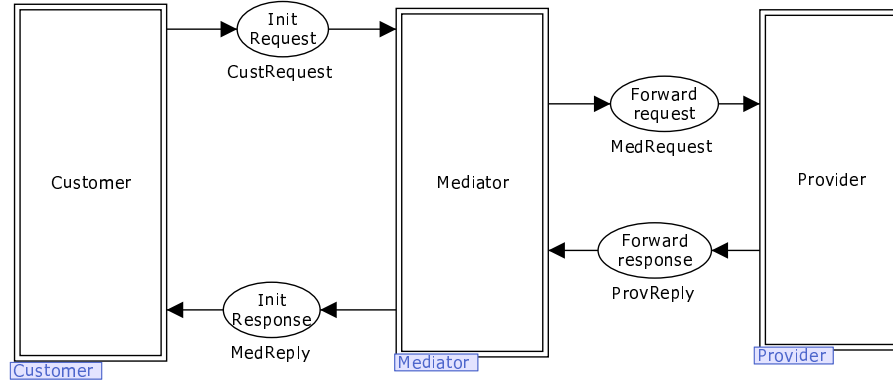 Init
Request
CustRequest
Forward
request
MedRequest
Customer
Mediator
Provider
Forward
response
ProvReply
Init
Response
MedReply
Customer
Mediator
Provider